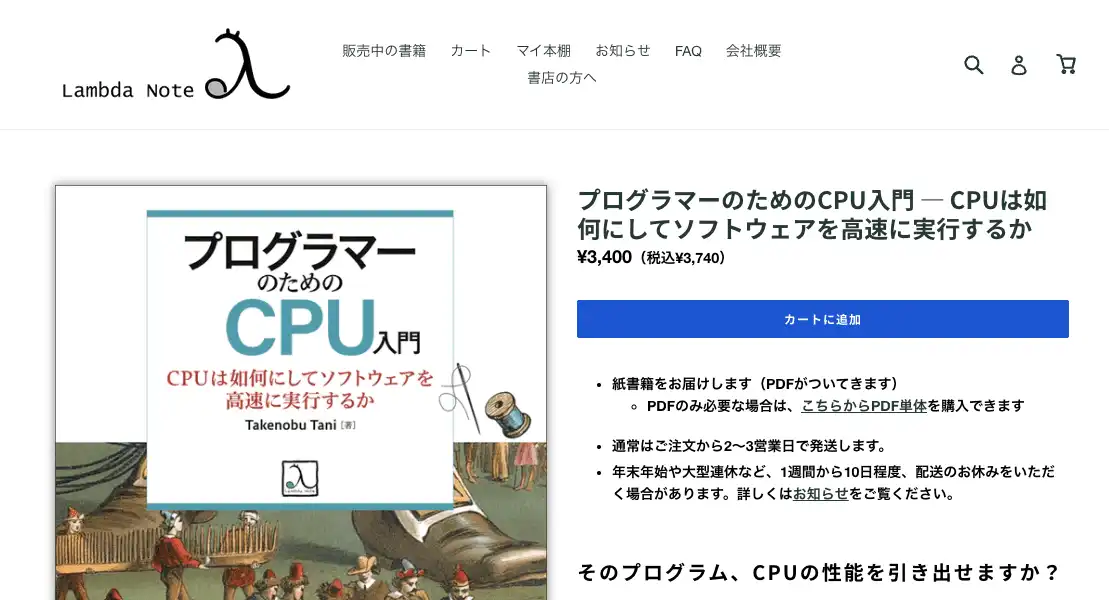 Lambda Note
販売中の書籍 カート マイ本棚 お知らせ FAQ 会社概要
書店の方へ
プログラマー
のための
CPU入門
CPUは如何にしてソフトウェアを
高速に実行するか
Takenobu Tani [著]
Lambda Note
プログラマーのためのCPU入門 ― CPUは如
何にしてソフトウェアを高速に実行するか
¥3,400（税込¥3,740）
カートに追加
紙書籍をお届けします（PDFがついてきます）
PDFのみ必要な場合は、こちらからPDF単体を購入できます
通常はご注文から2〜3営業日で発送します。
年末年始や大型連休など、1週間から10日程度、配送のお休みをいただ
く場合があります。詳しくはお知らせをご覧ください。
そのプログラム、CPUの性能を引き出せますか？